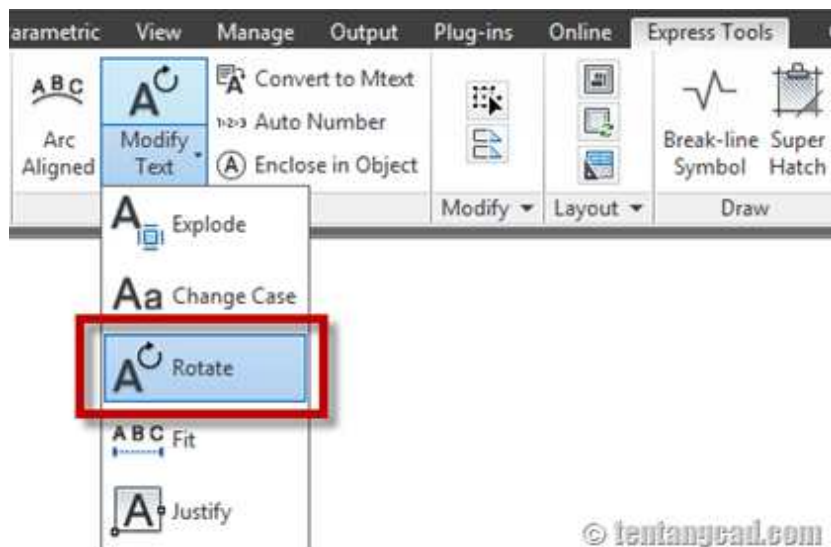 arametric View Manage Output Plug-ins Online Express Tools
ABC
Arc
Aligned
A
Modify
Text
A Convert to Mtext
1-2-3 Auto Number
A Enclose in Object
Break-line
Symbol
Super
Hatch
Modify Layout Draw
A Explode
Aa Change Case
A Rotate
ABC Fit
A Justify
© tentangcad.com